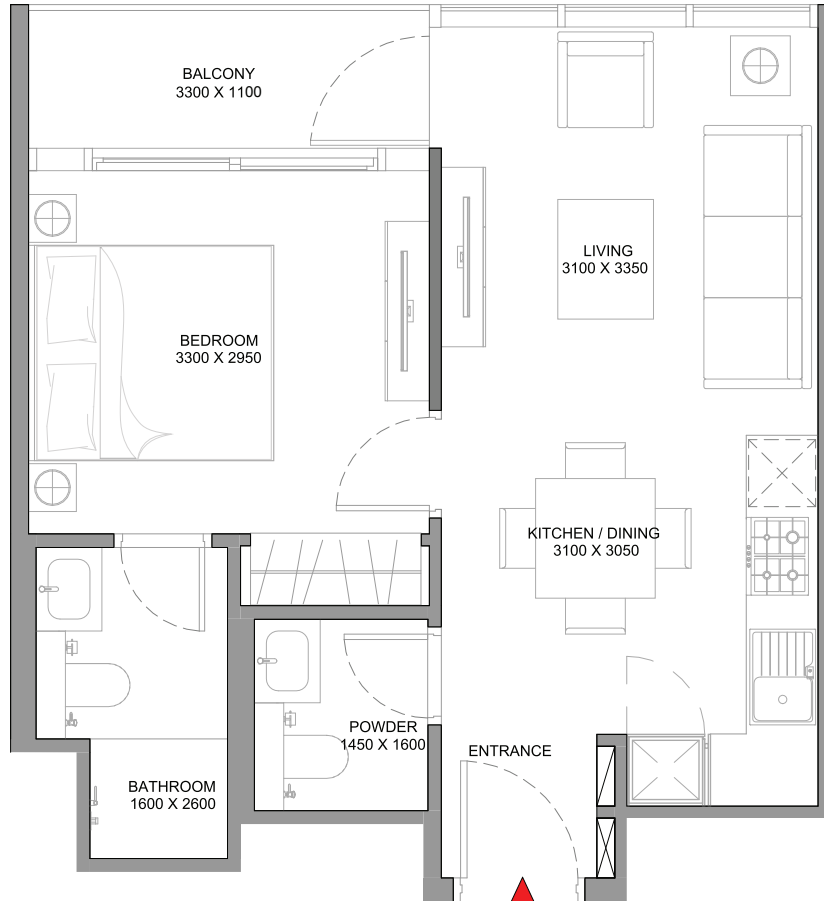 BALCONY
3300 X 1100
LIVING
3100 X 3350
BEDROOM
3300 X 2950
KITCHEN / DINING
3100 X 3050
POWDER
1450 X 1600
ENTRANCE
BATHROOM
1600 X 2600